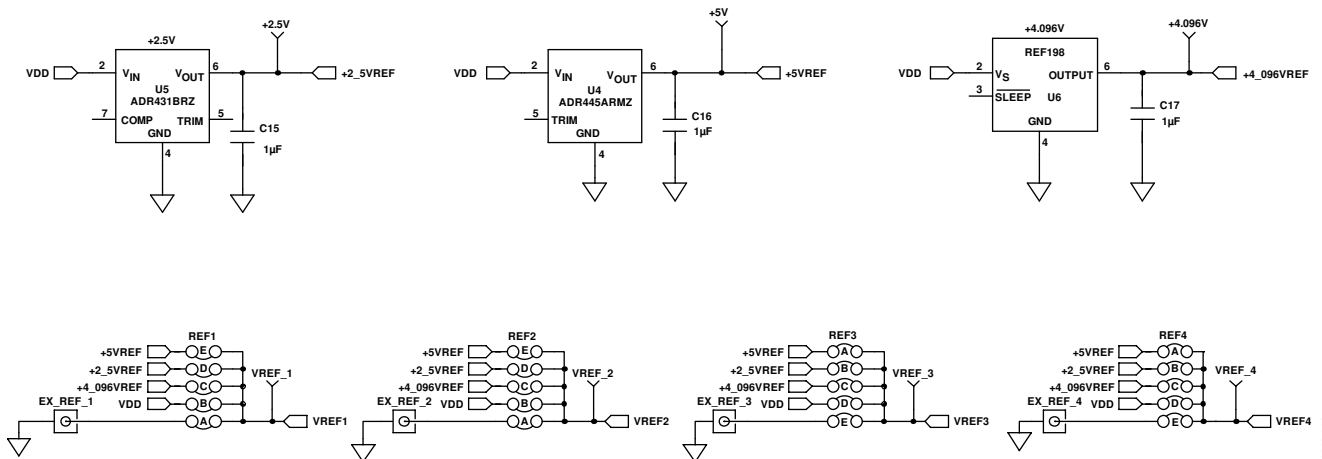 +2.5V
+2.5V
VDD
2
VIN
VOUT
6
+2_5VREF
U5
ADR431BRZ
7
COMP
TRIM
5
GND
4
C15
1µF
+5V
VDD
2
VIN
VOUT
6
+5VREF
U4
ADR445ARMZ
5
TRIM
GND
4
C16
1µF
+4.096V
+4.096V
REF198
VDD
2
VS
OUTPUT
6
+4_096VREF
3
SLEEP
U6
GND
4
C17
1µF
REF1
+5VREF
E
+2_5VREF
D
+4_096VREF
C
VDD
B
EX_REF_1
A
VREF_1
VREF1
REF2
+5VREF
E
+2_5VREF
D
+4_096VREF
C
VDD
B
EX_REF_2
A
VREF_2
VREF2
REF3
+5VREF
A
+2_5VREF
B
+4_096VREF
C
VDD
D
EX_REF_3
E
VREF_3
VREF3
REF4
+5VREF
A
+2_5VREF
B
+4_096VREF
C
VDD
D
EX_REF_4
E
VREF_4
VREF4